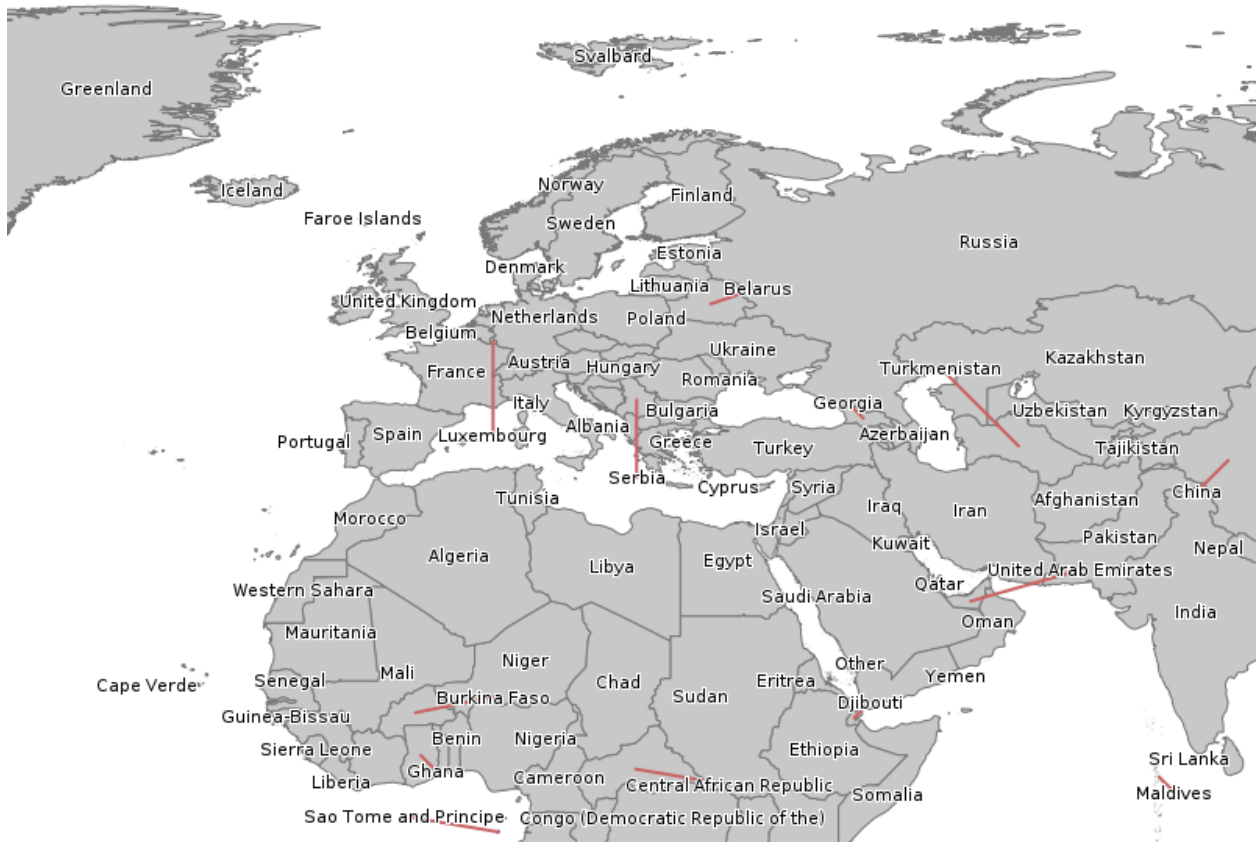 Svalbard
Greenland
Iceland
Norway
Finland
Faroe Islands
Sweden
Russia
Estonia
Denmark
Lithuania
Belarus
United Kingdom
Netherlands
Poland
Belgium
Ukraine
Kazakhstan
Austria
Hungary
Turkmenistan
France
Romania
Italy
Georgia
Bulgaria
Uzbekistan
Kyrgyzstan
Albania
Portugal
Spain
Luxembourg
Greece
Turkey
Azerbaijan
Tajikistan
Serbia
Cyprus
Syria
China
Tunisia
Afghanistan
Morocco
Iraq
Iran
Israel
Pakistan
Kuwait
Nepal
Algeria
Libya
Egypt
United Arab Emirates
Qatar
Western Sahara
Saudi Arabia
India
Oman
Mauritania
Niger
Other
Mali
Yemen
Senegal
Chad
Eritrea
Cape Verde
Sudan
Burkina Faso
Djibouti
Guinea-Bissau
Benin
Nigeria
Sierra Leone
Ethiopia
Sri Lanka
Ghana
Liberia
Cameroon
Central African Republic
Somalia
Maldives
Sao Tome and Principe
Congo (Democratic Republic of the)